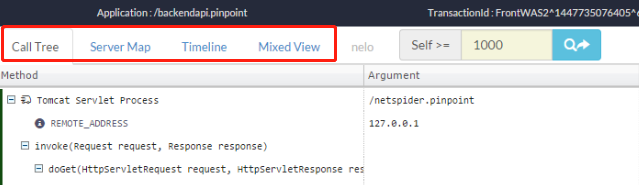 Application : /backendapi.pinpoint TransactionId : FrontWAS2^1447735076405^
Call Tree Server Map Timeline Mixed View nelo Self >= 1000
Method Argument
Tomcat Servlet Process /netspider.pinpoint
REMOTE_ADDRESS 127.0.0.1
invoke(Request request, Response response)
doGet(HttpServletRequest request, HttpServletResponse res